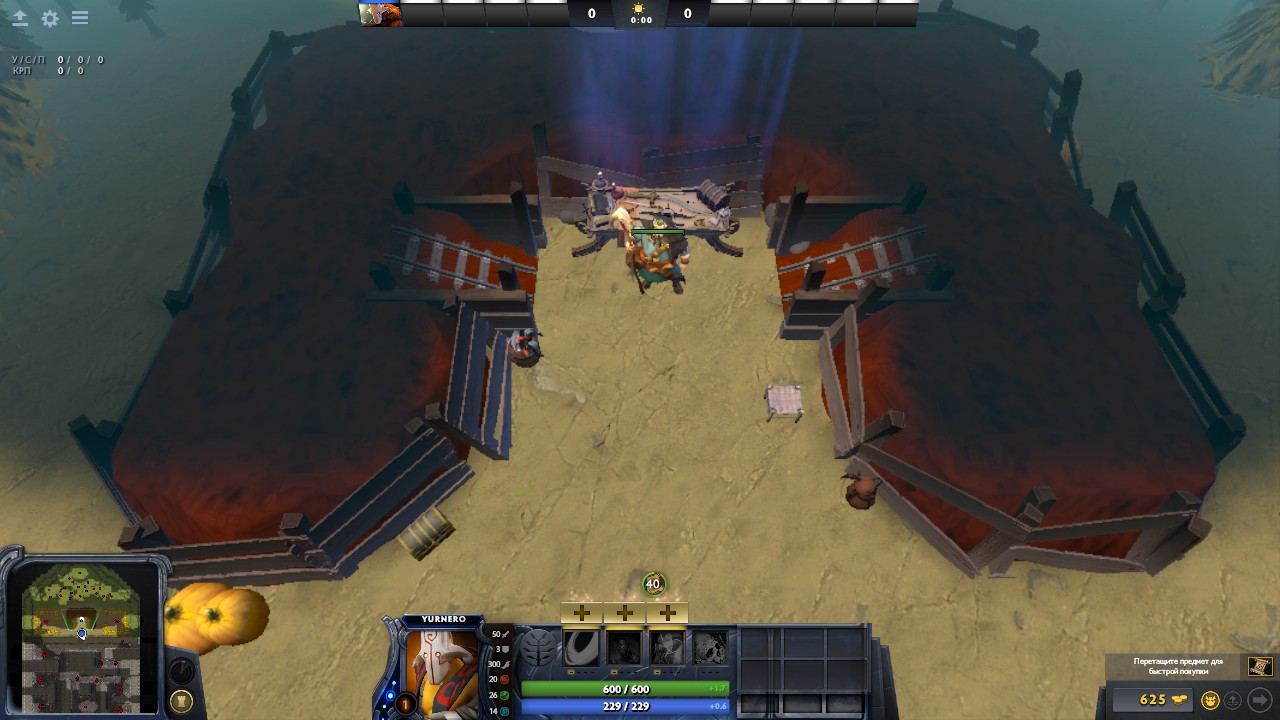 0 0:00 0
У/С/П 0/ 0/ 0
КРП 0/ 0
40
YURNERO
50
3
300
20
26
14
1
600 / 600 +1.7
229 / 229 +0.6
Перетащите предмет для
быстрой покупки
625